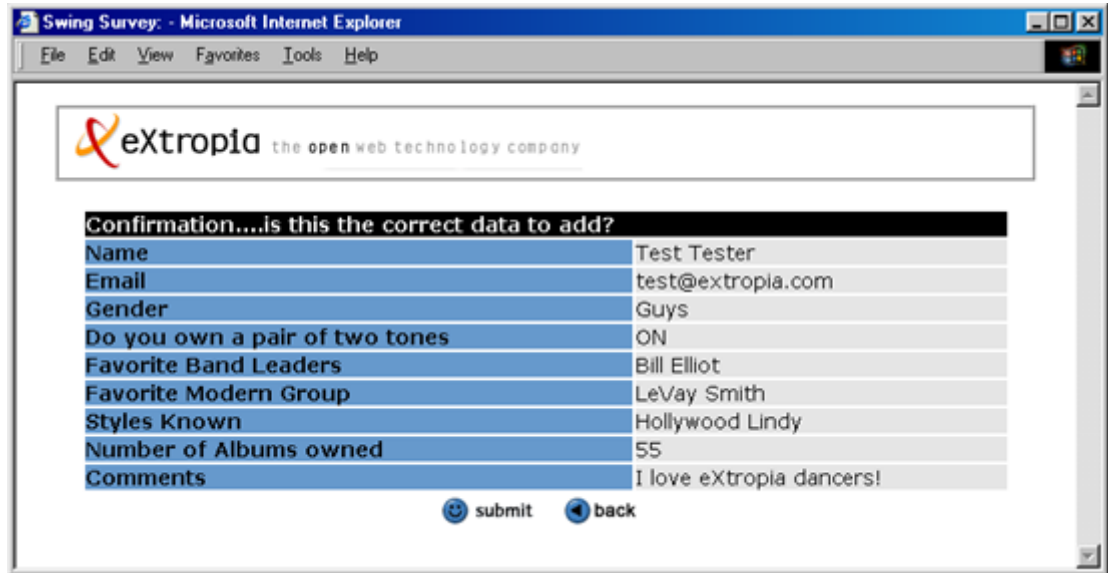 Swing Survey: - Microsoft Internet Explorer
File Edit View Favorites Tools Help
eXtropia the open web technology company
Confirmation....is this the correct data to add?
Name Test Tester
Email test@extropia.com
Gender Guys
Do you own a pair of two tones ON
Favorite Band Leaders Bill Elliot
Favorite Modern Group LeVay Smith
Styles Known Hollywood Lindy
Number of Albums owned 55
Comments I love eXtropia dancers!
submit back